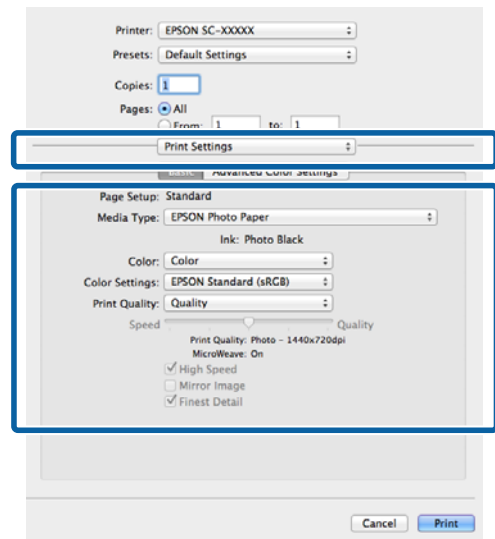 Printer: EPSON SC-XXXXX
Presets: Default Settings
Copies: 1
Pages: All
From: 1 to: 1
Print Settings
Basic Advanced Color Settings
Page Setup: Standard
Media Type: EPSON Photo Paper
Ink: Photo Black
Color: Color
Color Settings: EPSON Standard (sRGB)
Print Quality: Quality
Speed Quality
Print Quality: Photo - 1440x720dpi
MicroWeave: On
High Speed
Mirror Image
Finest Detail
Cancel Print